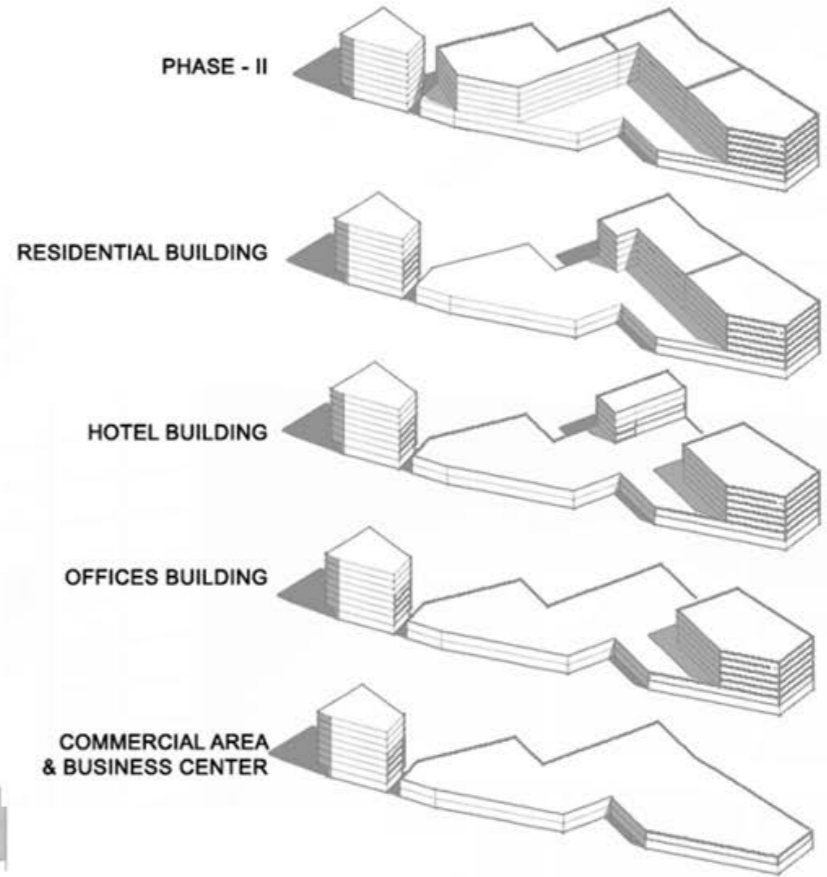 PHASE - II
RESIDENTIAL BUILDING
HOTEL BUILDING
OFFICES BUILDING
COMMERCIAL AREA
& BUSINESS CENTER